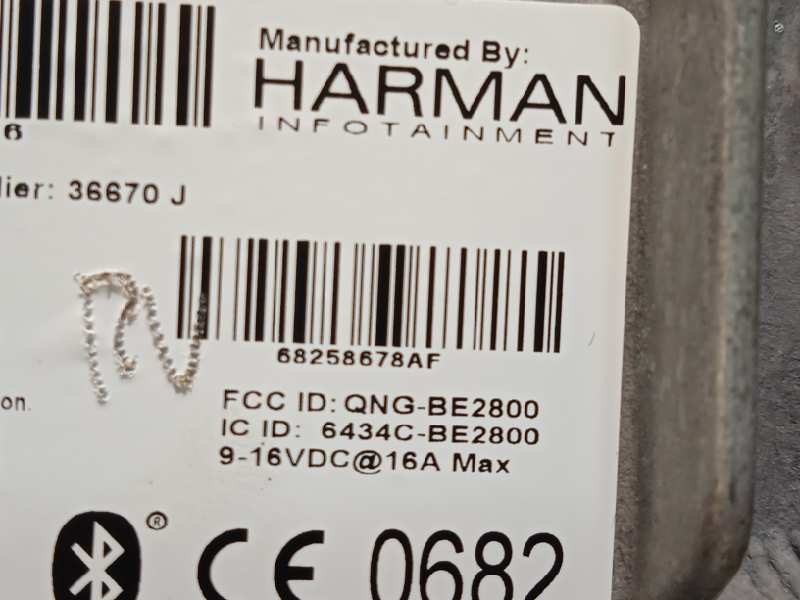 Manufactured By:
HARMAN
INFOTAINMENT
6
lier: 36670 J
68258678AF
on.
FCC ID: QNG-BE2800
IC ID: 6434C-BE2800
9-16VDC@16A Max
® CE 0682